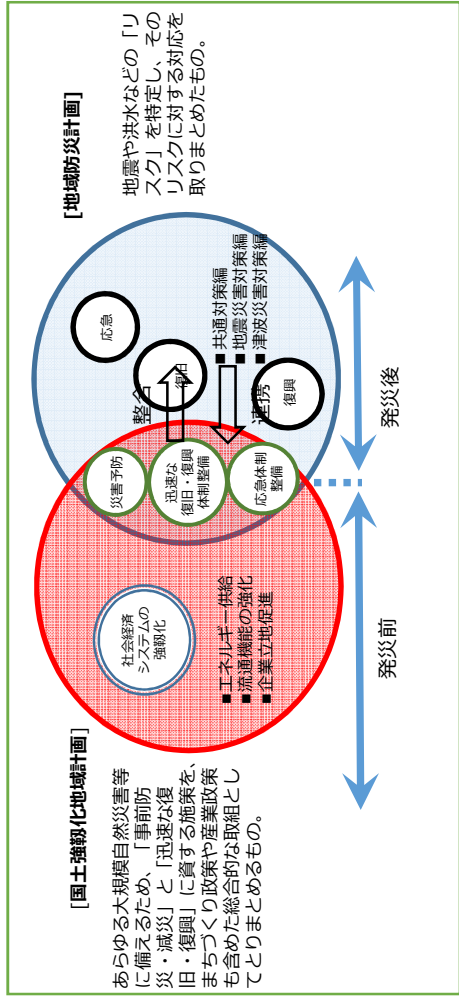 [国土強靱化地域計画]
あらゆる大規模自然災害等
に備えるため、「事前防
災・減災」と「迅速な復
旧・復興」に資する施策を、
まちづくり政策や産業政策
も含めた総合的な取組とし
てとりまとめるもの。
社会経済
システムの
強靱化
■エネルギー供給
■流通機能の強化
■企業立地促進
災害予防
迅速な
復旧・復興
体制整備
応急体制
整備
整合
連携
応急
復旧
復興
■共通対策編
■地震災害対策編
■津波災害対策編
[地域防災計画]
地震や洪水などの「リ
スク」を特定し、その
リスクに対する対応を
取りまとめたもの。
発災前
発災後